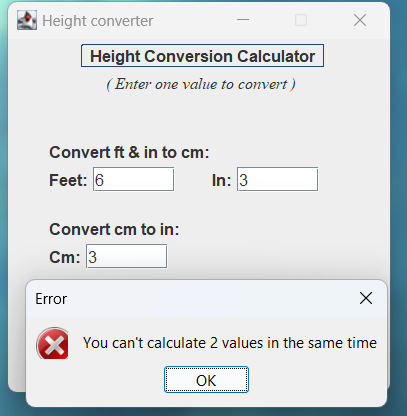 Height converter
Height Conversion Calculator
( Enter one value to convert )
Convert ft & in to cm:
Feet: 6 In: 3
Convert cm to in:
Cm: 3
Error
You can't calculate 2 values in the same time
OK